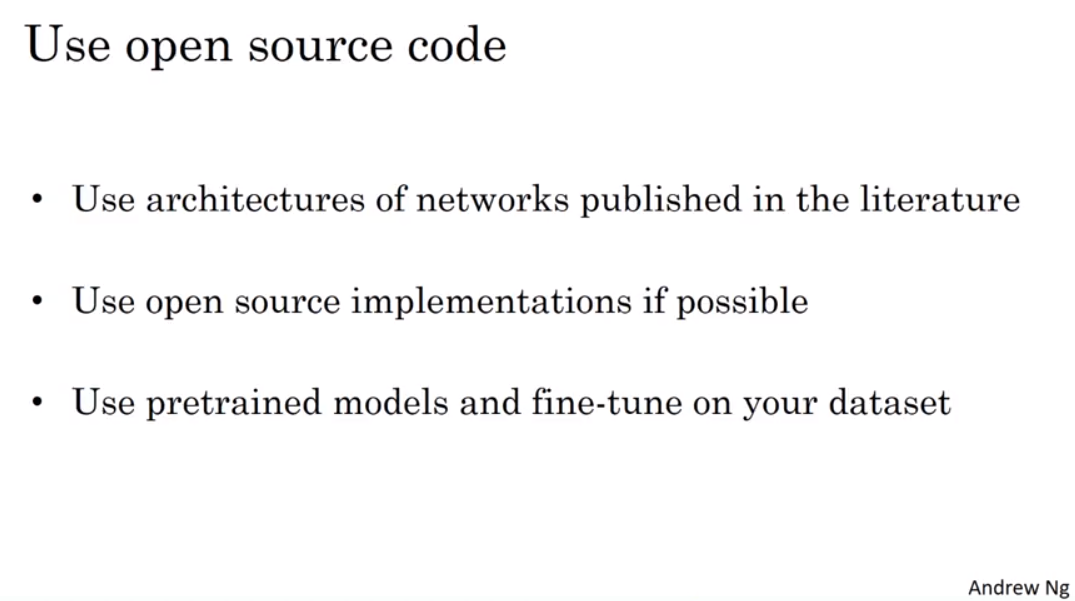 Use open source code
• Use architectures of networks published in the literature
• Use open source implementations if possible
• Use pretrained models and fine-tune on your dataset
Andrew Ng